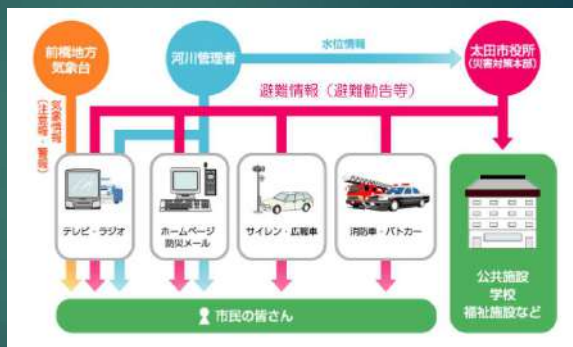 前橋地方
気象台
河川管理者
水位情報
太田市役所
(災害対策本部)
避難情報（避難勧告等）
気象情報
(注意報・警報)
テレビ・ラジオ
ホームページ
防災メール
サイレン・広報車
消防車・パトカー
公共施設
学校
福祉施設など
市民の皆さん